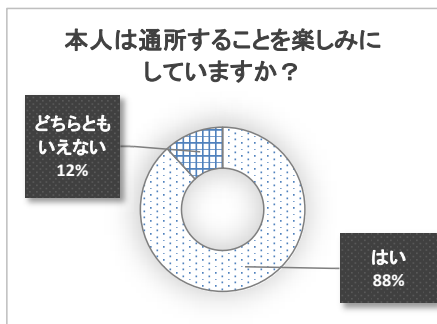 本人は通所することを楽しみに
していますか？
どちらとも
いえない
12%
はい
88%